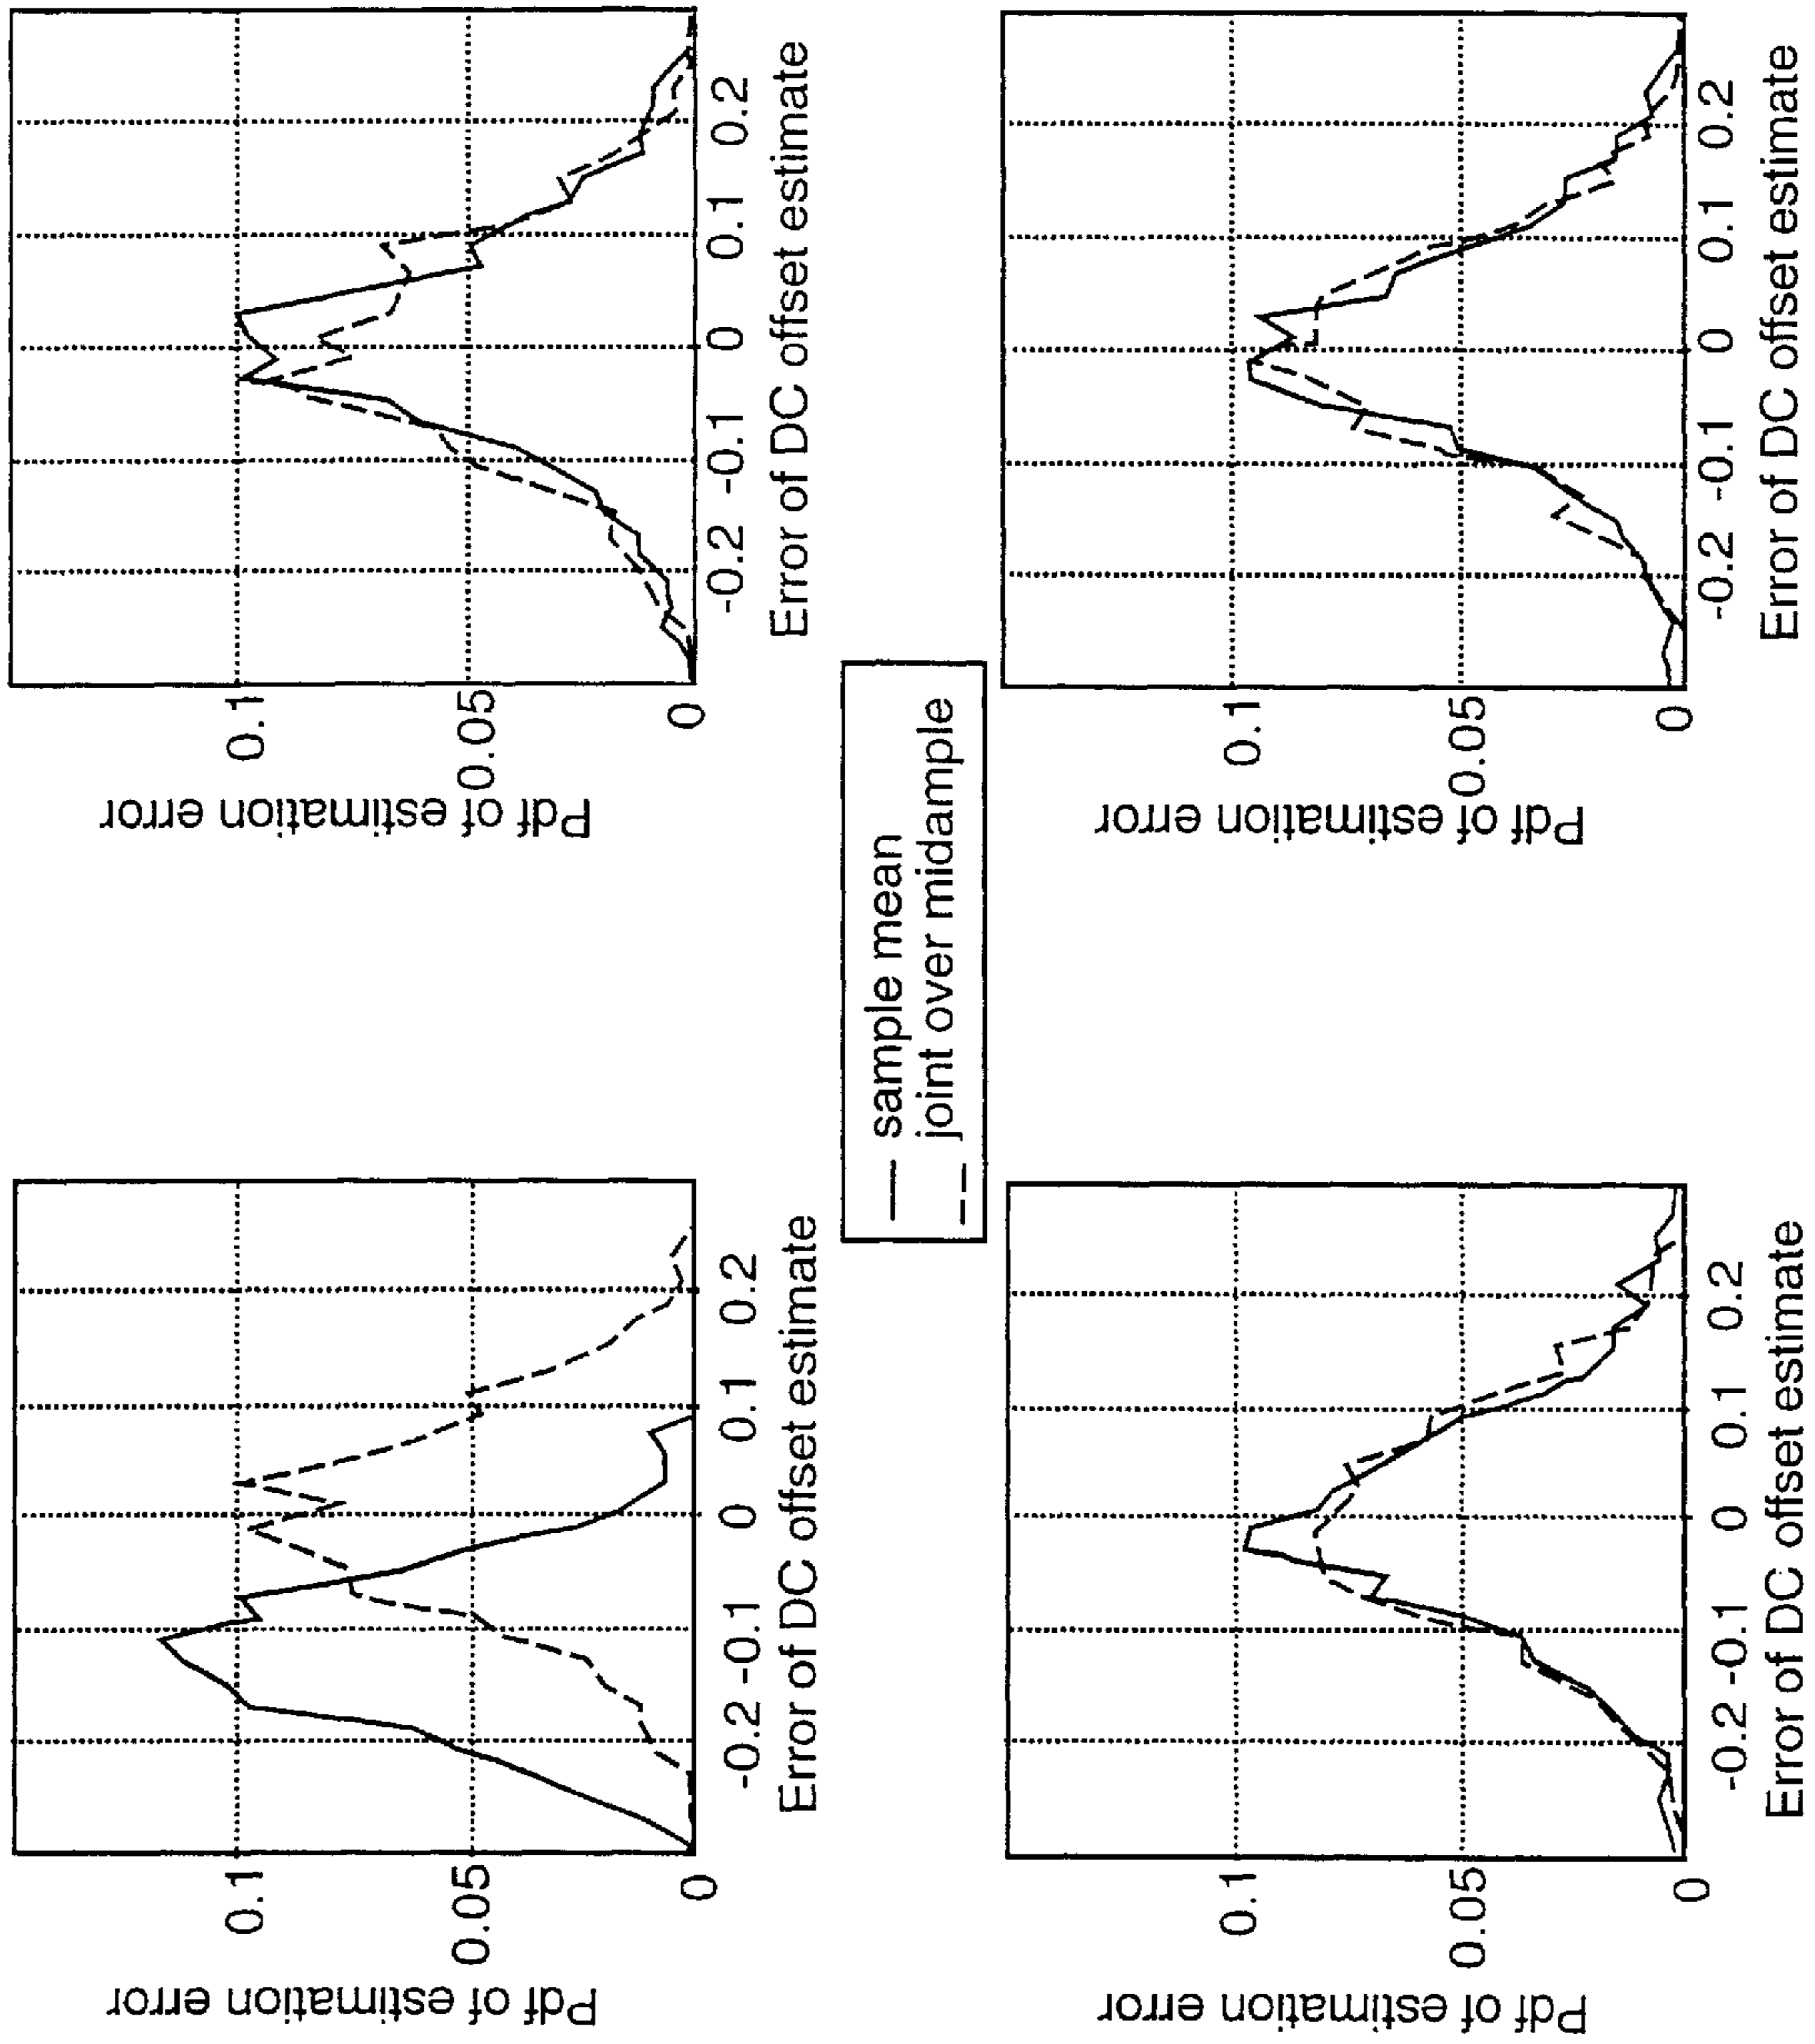 Pdf of estimation error
0.1
0.05
0
-0.2 -0.1 0 0.1 0.2
Error of DC offset estimate
Pdf of estimation error
0.1
0.05
0
-0.2 -0.1 0 0.1 0.2
Error of DC offset estimate
sample mean
joint over midample
Pdf of estimation error
0.1
0.05
0
-0.2 -0.1 0 0.1 0.2
Error of DC offset estimate
Pdf of estimation error
0.1
0.05
0
-0.2 -0.1 0 0.1 0.2
Error of DC offset estimate